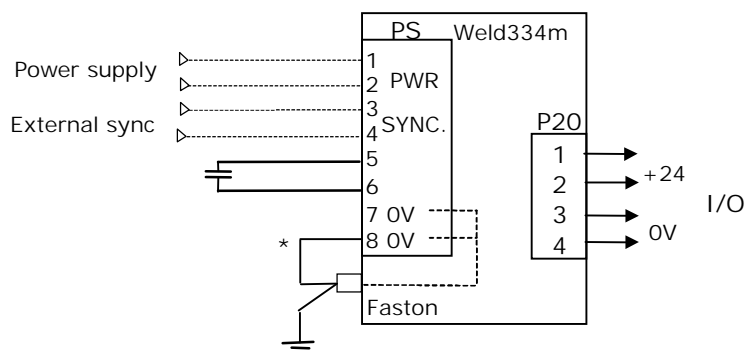 PS Weld334m
Power supply
External sync
1
2 PWR
3
4 SYNC.
5
6
7 0V
8 0V
*
Faston
P20
1
2 +24
3
4 0V
I/O